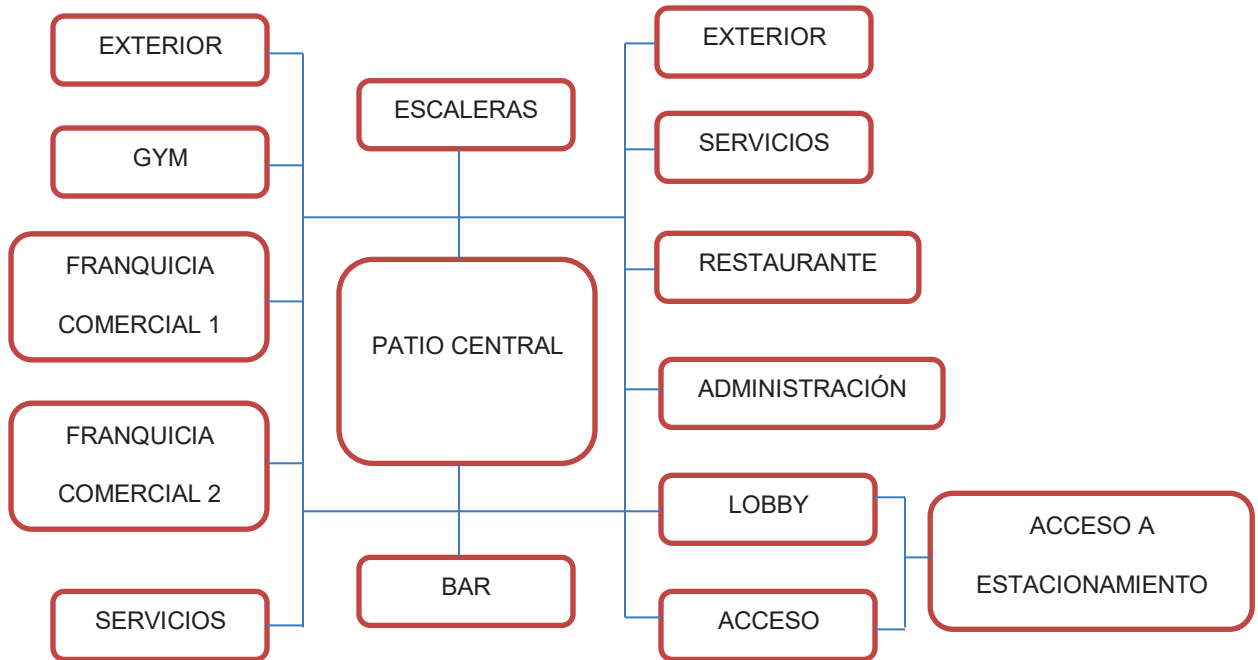 EXTERIOR
GYM
FRANQUICIA
COMERCIAL 1
FRANQUICIA
COMERCIAL 2
SERVICIOS
ESCALERAS
PATIO CENTRAL
BAR
EXTERIOR
SERVICIOS
RESTAURANTE
ADMINISTRACIÓN
LOBBY
ACCESO
ACCESO A
ESTACIONAMIENTO